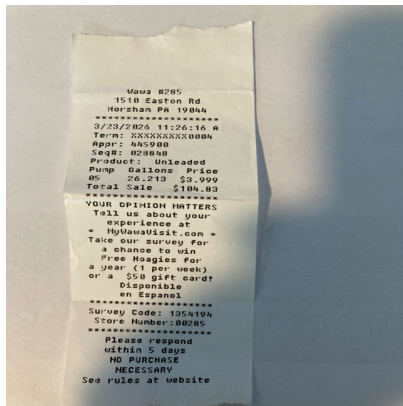 Wawa #285
1510 Easton Rd
Horsham PA 19044
********************
3/23/2026 11:26:16 A
Term: XXXXXXXXX0004
Appr: 445900
Seq#: 028848
Product: Unleaded
Pump Gallons Price
05 26.213 $3.999
Total Sale $104.83
********************
YOUR OPINION MATTERS
Tell us about your
experience at
* MyWawaVisit.com *
Take our survey for
a chance to win
Free Hoagies for
a year (1 per week)
or a $50 gift card!
Disponible
en Espanol
********************
Survey Code: 1354194
Store Number:00285
********************
Please respond
within 5 days
NO PURCHASE
NECESSARY
See rules at website